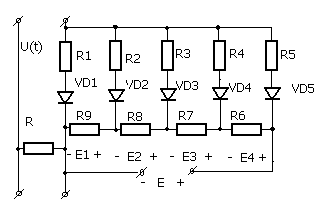 U(t)
R1
R2
R3
R4
R5
VD1
VD2
VD3
VD4
VD5
R
R9
R8
R7
R6
- E1 + - E2 + - E3 + - E4 +
- E +